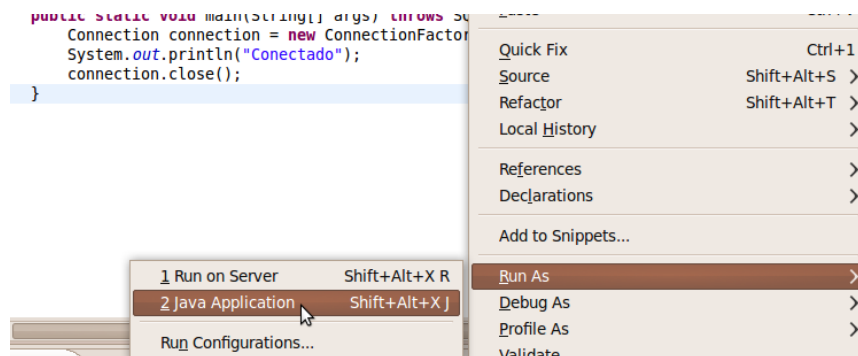 public static void main(String[] args) throws
Connection connection = new ConnectionFactor
System.out.println("Conectado");
connection.close();
}
Quick Fix Ctrl+1
Source Shift+Alt+S
Refactor Shift+Alt+T
Local History
References
Declarations
Add to Snippets...
Run As
Debug As
Profile As
Validate
1 Run on Server Shift+Alt+X R
2 Java Application Shift+Alt+X J
Run Configurations...